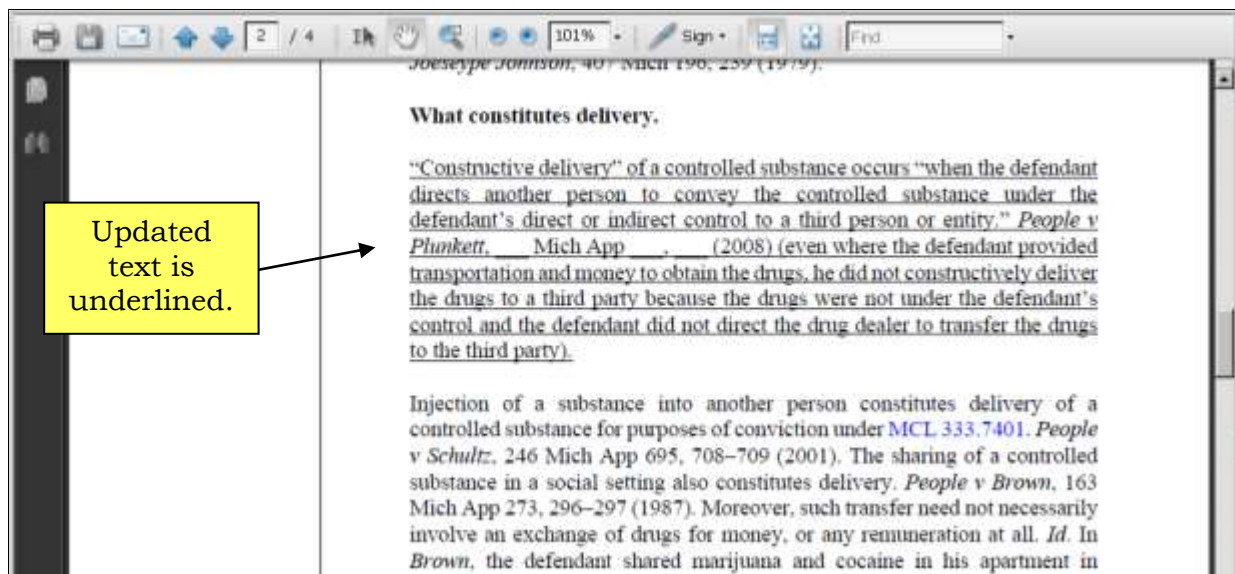 2 / 4 101% Sign Find
Joeseype Johnson, 407 Mich 196, 239 (1979).
What constitutes delivery.
“Constructive delivery” of a controlled substance occurs “when the defendant
directs another person to convey the controlled substance under the
defendant’s direct or indirect control to a third person or entity.” People v
Plunkett, ___ Mich App ___, ___ (2008) (even where the defendant provided
transportation and money to obtain the drugs, he did not constructively deliver
the drugs to a third party because the drugs were not under the defendant’s
control and the defendant did not direct the drug dealer to transfer the drugs
to the third party).
Updated
text is
underlined.
Injection of a substance into another person constitutes delivery of a
controlled substance for purposes of conviction under MCL 333.7401. People
v Schultz, 246 Mich App 695, 708–709 (2001). The sharing of a controlled
substance in a social setting also constitutes delivery. People v Brown, 163
Mich App 273, 296–297 (1987). Moreover, such transfer need not necessarily
involve an exchange of drugs for money, or any remuneration at all. Id. In
Brown, the defendant shared marijuana and cocaine in his apartment in